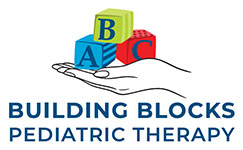 B
A C
BUILDING BLOCKS
PEDIATRIC THERAPY